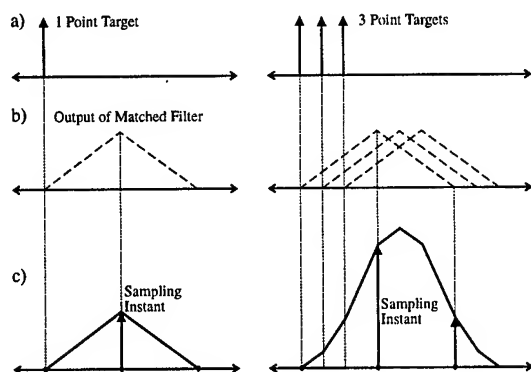 a)
1 Point Target
3 Point Targets
b)
Output of Matched Filter
c)
Sampling
Instant
Sampling
Instant